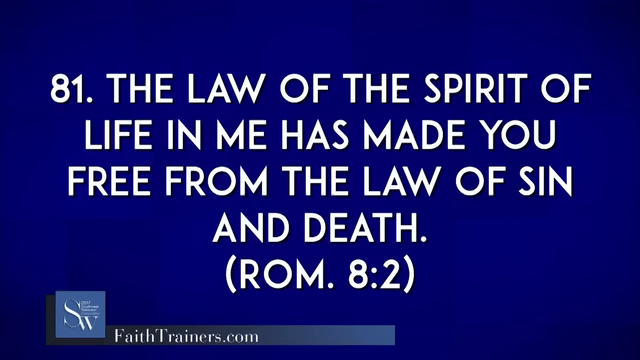 81. THE LAW OF THE SPIRIT OF
LIFE IN ME HAS MADE YOU
FREE FROM THE LAW OF SIN
AND DEATH.
(ROM. 8:2)
SW
FaithTrainers.com